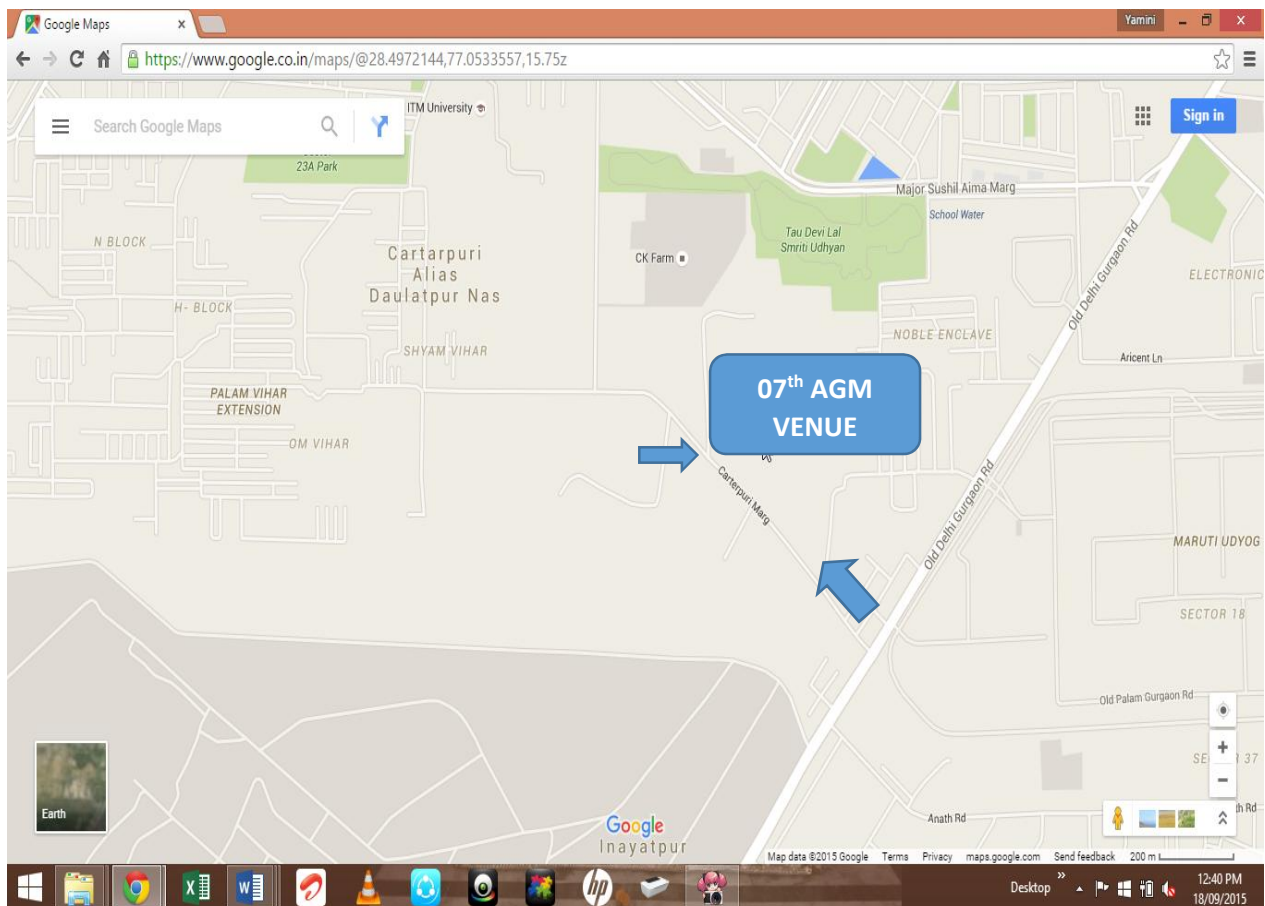 Google Maps
Yamini
https://www.google.co.in/maps/@28.4972144,77.0533557,15.75z
Search Google Maps
ITM University
Sign in
23A Park
Major Sushil Aima Marg
School Water
N BLOCK
Cartarpuri
Alias
Daulatpur Nas
CK Farm
Tau Devi Lal
Smriti Udhyan
Old Delhi Gurgaon Rd
ELECTRONIC
H- BLOCK
SHYAM VIHAR
NOBLE ENCLAVE
Aricent Ln
PALAM VIHAR
EXTENSION
07th AGM
VENUE
OM VIHAR
Carterpuri Marg
Old Delhi Gurgaon Rd
MARUTI UDYOG
SECTOR 18
Old Palam Gurgaon Rd
37
Earth
Anath Rd
Google
Inayatpur
Map data ©2015 Google Terms Privacy maps.google.com Send feedback 200 m
hp
Desktop
12:40 PM
18/09/2015